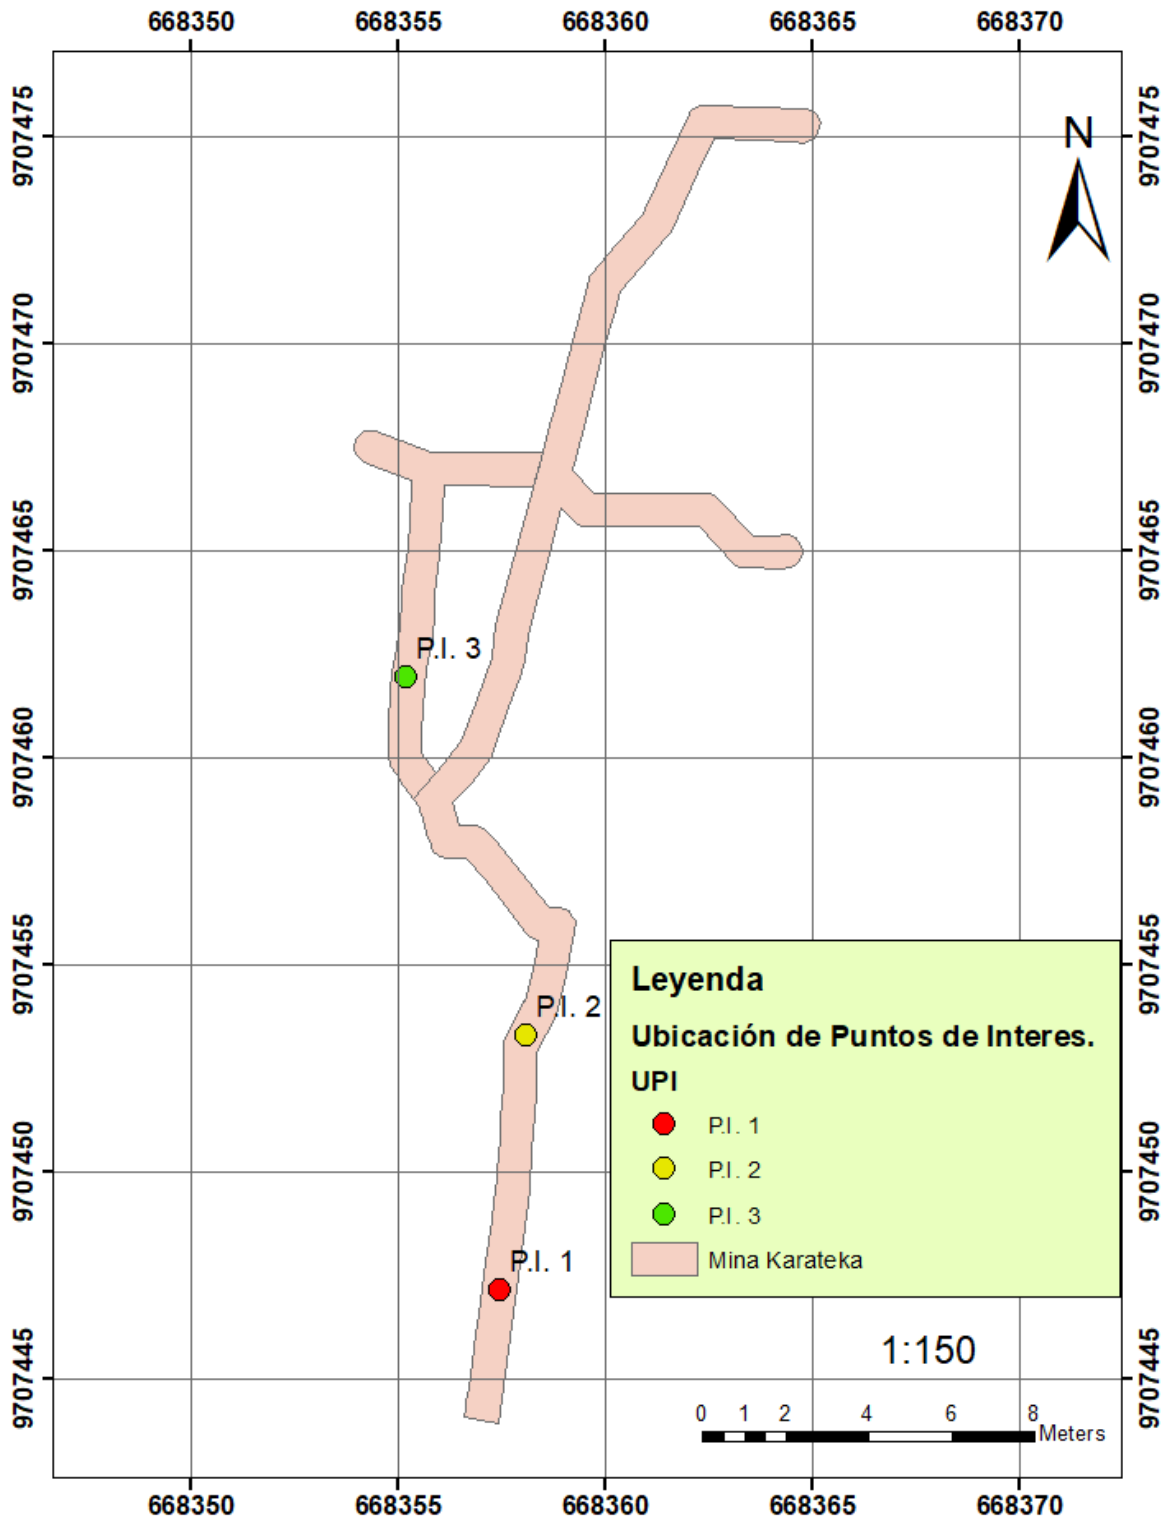 668350 668355 668360 668365 668370
9707475 9707475
N
9707470 9707470
9707465 9707465
P.I. 3
9707460 9707460
9707455 9707455
P.I. 2
Leyenda
Ubicación de Puntos de Interes.
UPI
P.I. 1
P.I. 2
P.I. 3
Mina Karateka
9707450 9707450
P.I. 1
1:150
9707445 9707445
0 1 2 4 6 8
Meters
668350 668355 668360 668365 668370